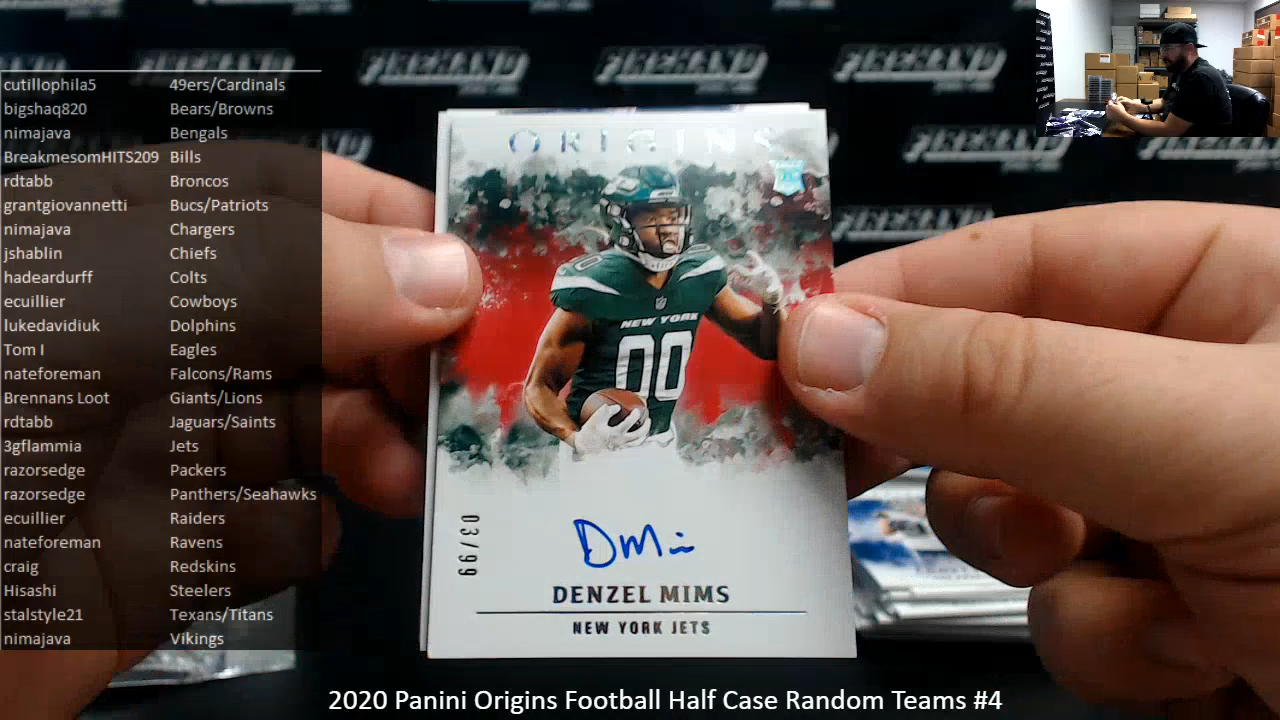 cutillophila5 49ers/Cardinals
bigshaq820 Bears/Browns
nimajava Bengals
BreakmesomHITS209 Bills
rdtabb Broncos
grantgiovannetti Bucs/Patriots
nimajava Chargers
jshablin Chiefs
hadeardurff Colts
ecuillier Cowboys
lukedavidiuk Dolphins
Tom I Eagles
nateforeman Falcons/Rams
Brennans Loot Giants/Lions
rdtabb Jaguars/Saints
3gflammia Jets
razorsedge Packers
razorsedge Panthers/Seahawks
ecuillier Raiders
nateforeman Ravens
craig Redskins
Hisashi Steelers
stalstyle21 Texans/Titans
nimajava Vikings
FIREHAND
ORIGINS
NEW YORK
00
03/99
DENZEL MIMS
NEW YORK JETS
2020 Panini Origins Football Half Case Random Teams #4